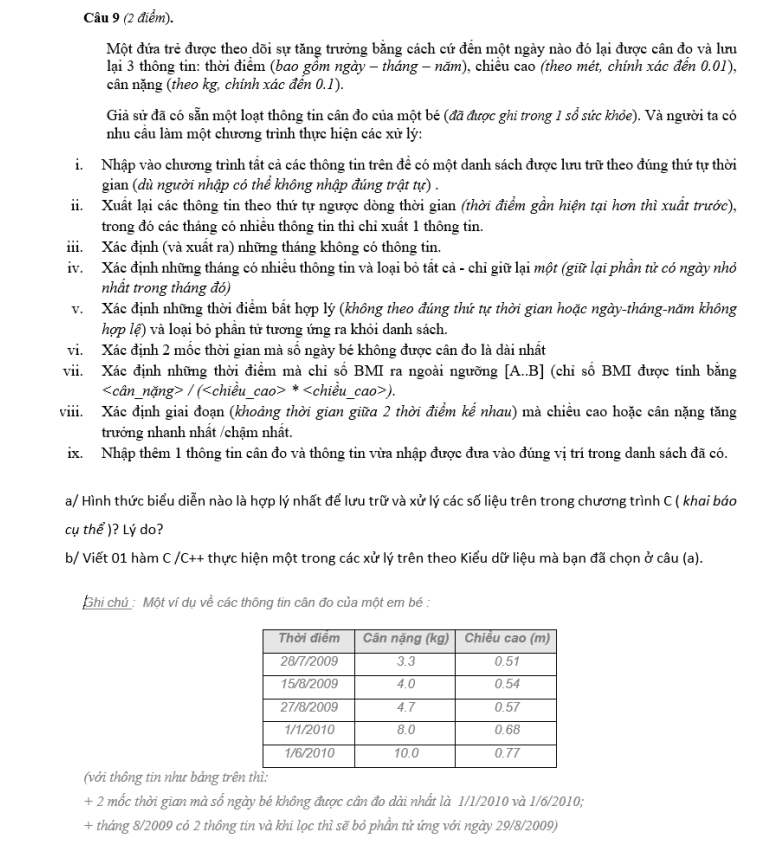 Câu 9 (2 điểm).
Một đứa trẻ được theo dõi sự tăng trưởng bằng cách cứ đến một ngày nào đó lại được cân đo và lưu
lại 3 thông tin: thời điểm (bao gồm ngày – tháng – năm), chiều cao (theo mét, chính xác đến 0.01),
cân nặng (theo kg, chính xác đến 0.1).
Giả sử đã có sẵn một loạt thông tin cân đo của một bé (đã được ghi trong 1 sổ sức khỏe). Và người ta có
nhu cầu làm một chương trình thực hiện các xử lý:
i. Nhập vào chương trình tất cả các thông tin trên để có một danh sách được lưu trữ theo đúng thứ tự thời
gian (dù người nhập có thể không nhập đúng trật tự) .
ii. Xuất lại các thông tin theo thứ tự ngược dòng thời gian (thời điểm gần hiện tại hơn thì xuất trước),
trong đó các tháng có nhiều thông tin thì chỉ xuất 1 thông tin.
iii. Xác định (và xuất ra) những tháng không có thông tin.
iv. Xác định những tháng có nhiều thông tin và loại bỏ tất cả - chỉ giữ lại một (giữ lại phần tử có ngày nhỏ
nhất trong tháng đó)
v. Xác định những thời điểm bất hợp lý (không theo đúng thứ tự thời gian hoặc ngày-tháng-năm không
hợp lệ) và loại bỏ phần tử tương ứng ra khỏi danh sách.
vi. Xác định 2 mốc thời gian mà số ngày bé không được cân đo là dài nhất
vii. Xác định những thời điểm mà chỉ số BMI ra ngoài ngưỡng [A..B] (chỉ số BMI được tính bằng
<cân_nặng> / (<chiều_cao> * <chiều_cao>).
viii. Xác định giai đoạn (khoảng thời gian giữa 2 thời điểm kế nhau) mà chiều cao hoặc cân nặng tăng
trưởng nhanh nhất /chậm nhất.
ix. Nhập thêm 1 thông tin cân đo và thông tin vừa nhập được đưa vào đúng vị trí trong danh sách đã có.
a/ Hình thức biểu diễn nào là hợp lý nhất để lưu trữ và xử lý các số liệu trên trong chương trình C ( khai báo
cụ thể )? Lý do?
b/ Viết 01 hàm C /C++ thực hiện một trong các xử lý trên theo Kiểu dữ liệu mà bạn đã chọn ở câu (a).
Ghi chú : Một ví dụ về các thông tin cân đo của một em bé :
Thời điểm Cân nặng (kg) Chiều cao (m)
28/7/2009 3.3 0.51
15/8/2009 4.0 0.54
27/8/2009 4.7 0.57
1/1/2010 8.0 0.68
1/6/2010 10.0 0.77
(với thông tin như bảng trên thì:
+ 2 mốc thời gian mà số ngày bé không được cân đo dài nhất là 1/1/2010 và 1/6/2010;
+ tháng 8/2009 có 2 thông tin và khi lọc thì sẽ bỏ phần tử ứng với ngày 29/8/2009)